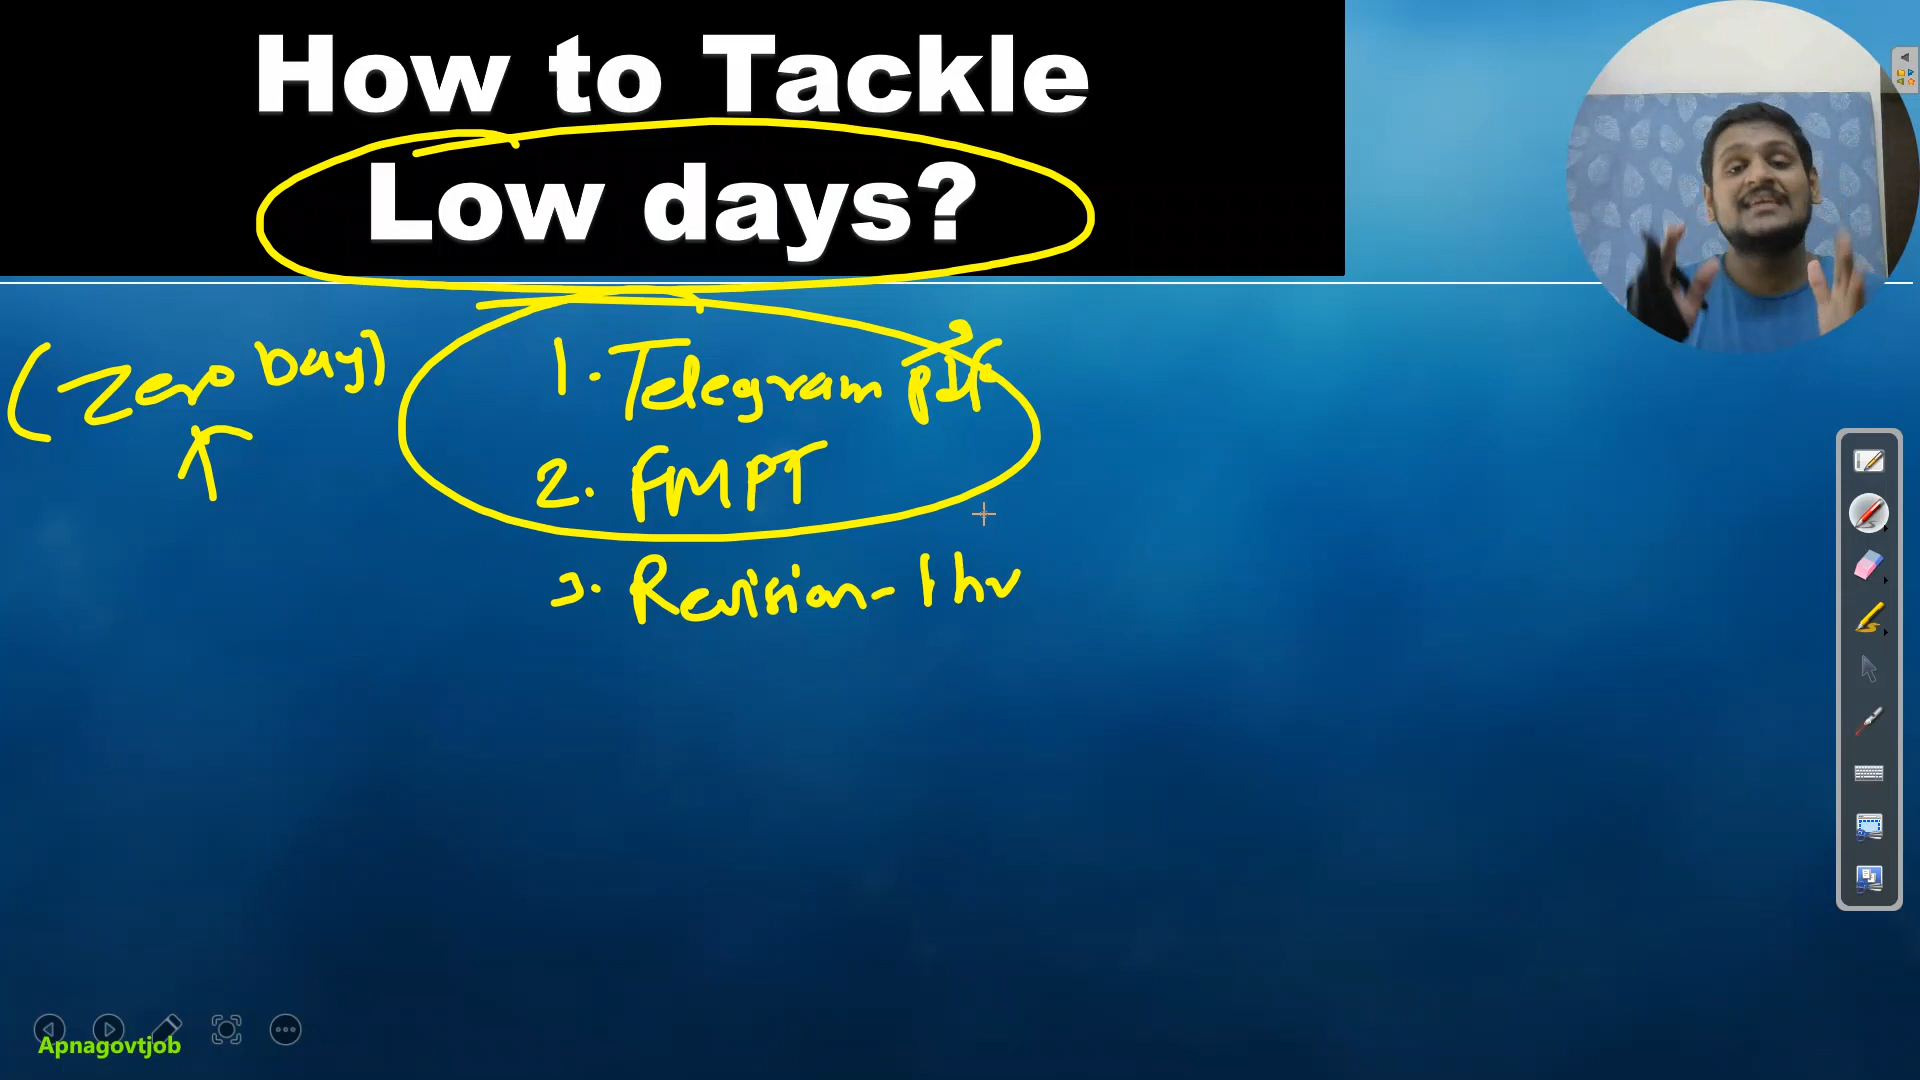 How to Tackle
Low days?
(Zero Day)
1. Telegram pdf
2. FMPT
3. Revision - 1 hr
Apnagovtjob